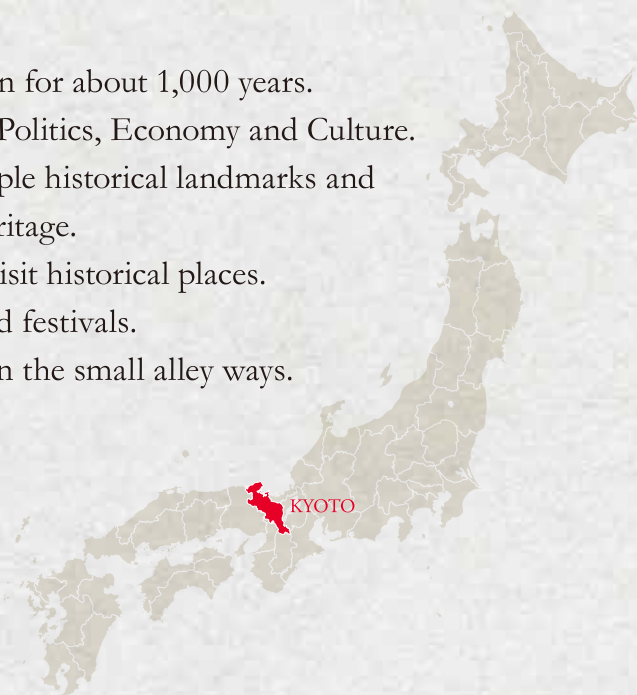 n for about 1,000 years.
Politics, Economy and Culture.
ple historical landmarks and
ritage.
isit historical places.
d festivals.
n the small alley ways.
KYOTO